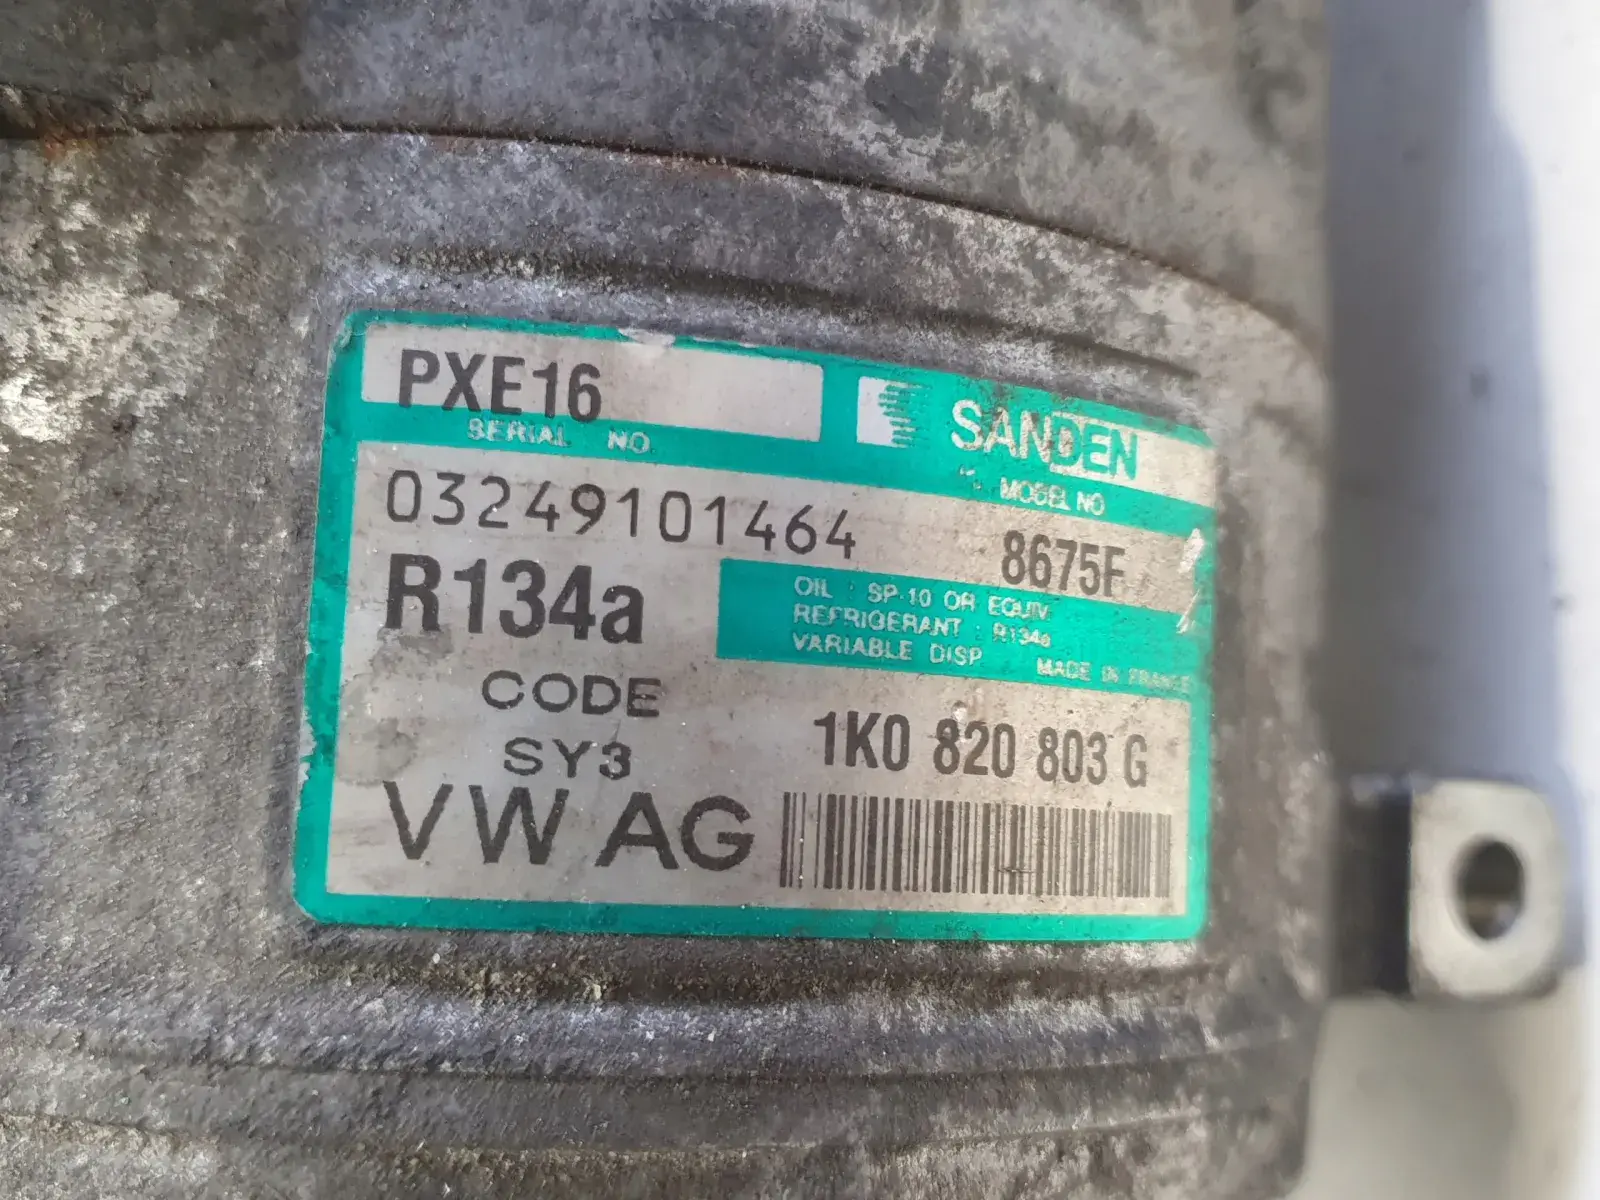 PXE16
SANDEN
SERIAL NO.
MODEL NO
03249101464
8675F
R134a
OIL : SP-10 OR EQUIV.
REFRIGERANT : R134a
VARIABLE DISP
MADE IN FRANCE
CODE
SY3
1K0 820 803 G
VW AG